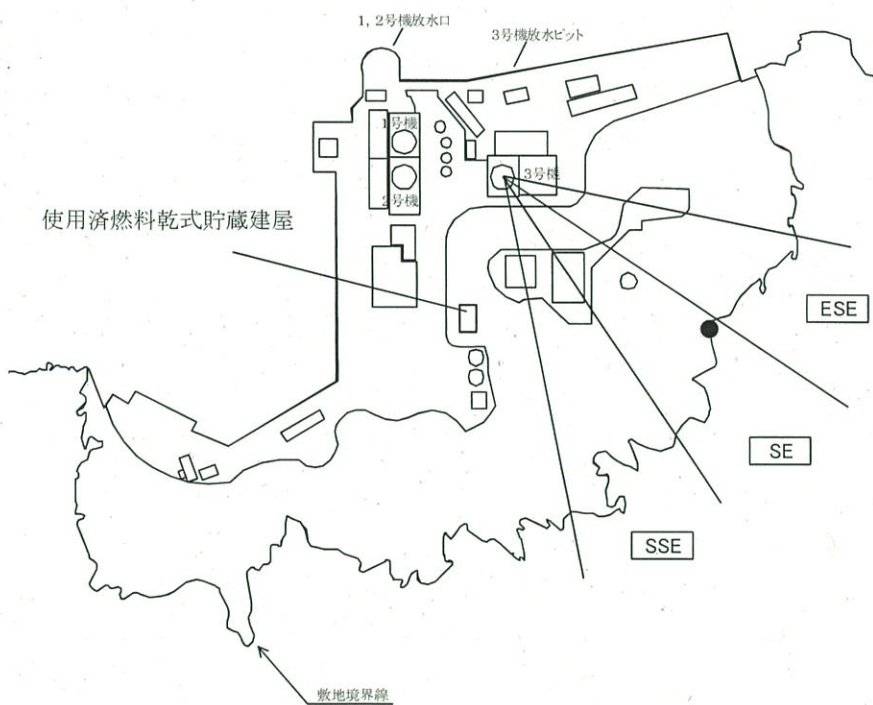 1, 2号機放水口
3号機放水ピット
1号機
2号機
3号機
使用済燃料乾式貯蔵建屋
ESE
SE
SSE
敷地境界線